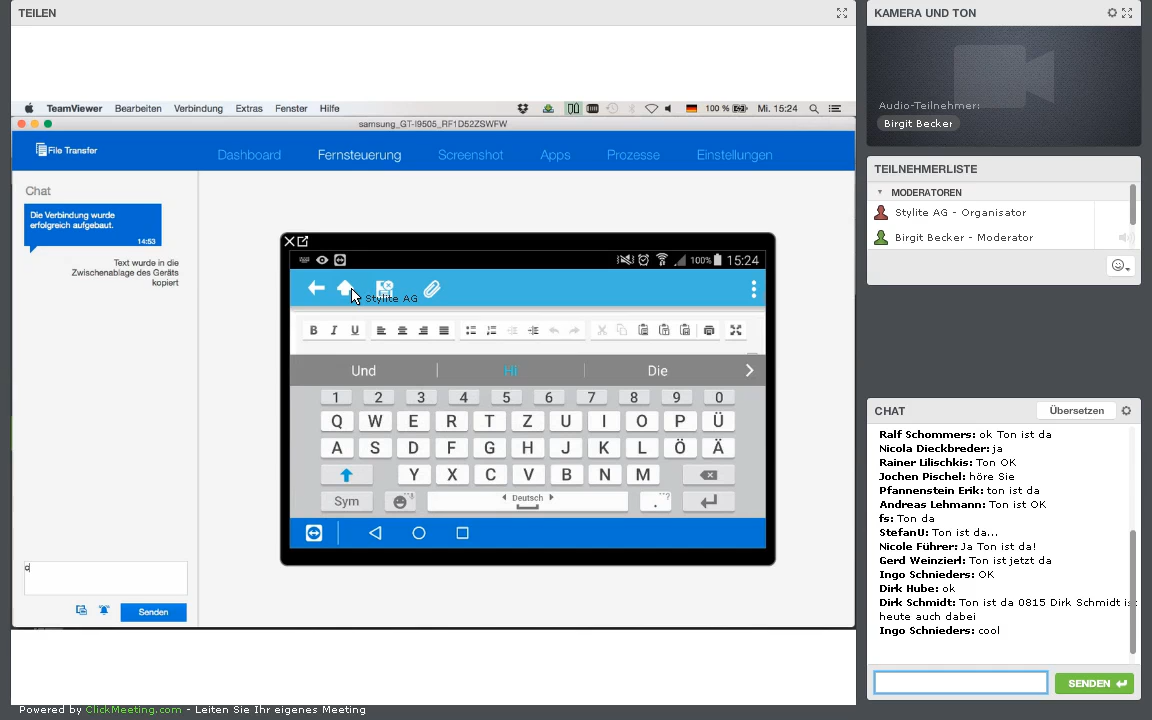 TEILEN
TeamViewer Bearbeiten Verbindung Extras Fenster Hilfe
100 % Mi. 15:24
samsung_GT-I9505_RF1D52ZSWFW
File Transfer
Dashboard Fernsteuerung Screenshot Apps Prozesse Einstellungen
Chat
Die Verbindung wurde
erfolgreich aufgebaut.
14:53
Text wurde in die
Zwischenablage des Geräts
kopiert
Senden
100% 15:24
Stylite AG
B I U
Und Hi Die
1 2 3 4 5 6 7 8 9 0
Q W E R T Z U I O P Ü
A S D F G H J K L Ö Ä
Y X C V B N M
Sym Deutsch .
KAMERA UND TON
Audio-Teilnehmer:
Birgit Becker
TEILNEHMERLISTE
MODERATOREN
Stylite AG - Organisator
Birgit Becker - Moderator
CHAT Übersetzen
Ralf Schommers: ok Ton ist da
Nicola Dieckbreder: ja
Rainer Lilischkis: Ton OK
Jochen Pischel: höre Sie
Pfannenstein Erik: ton ist da
Andreas Lehmann: Ton ist OK
fs: Ton da
StefanU: Ton ist da...
Nicole Führer: Ja Ton ist da!
Gerd Weinzierl: Ton ist jetzt da
Ingo Schnieders: OK
Dirk Hube: ok
Dirk Schmidt: Ton ist da 0815 Dirk Schmidt ist
heute auch dabei
Ingo Schnieders: cool
SENDEN
Powered by ClickMeeting.com - Leiten Sie Ihr eigenes Meeting